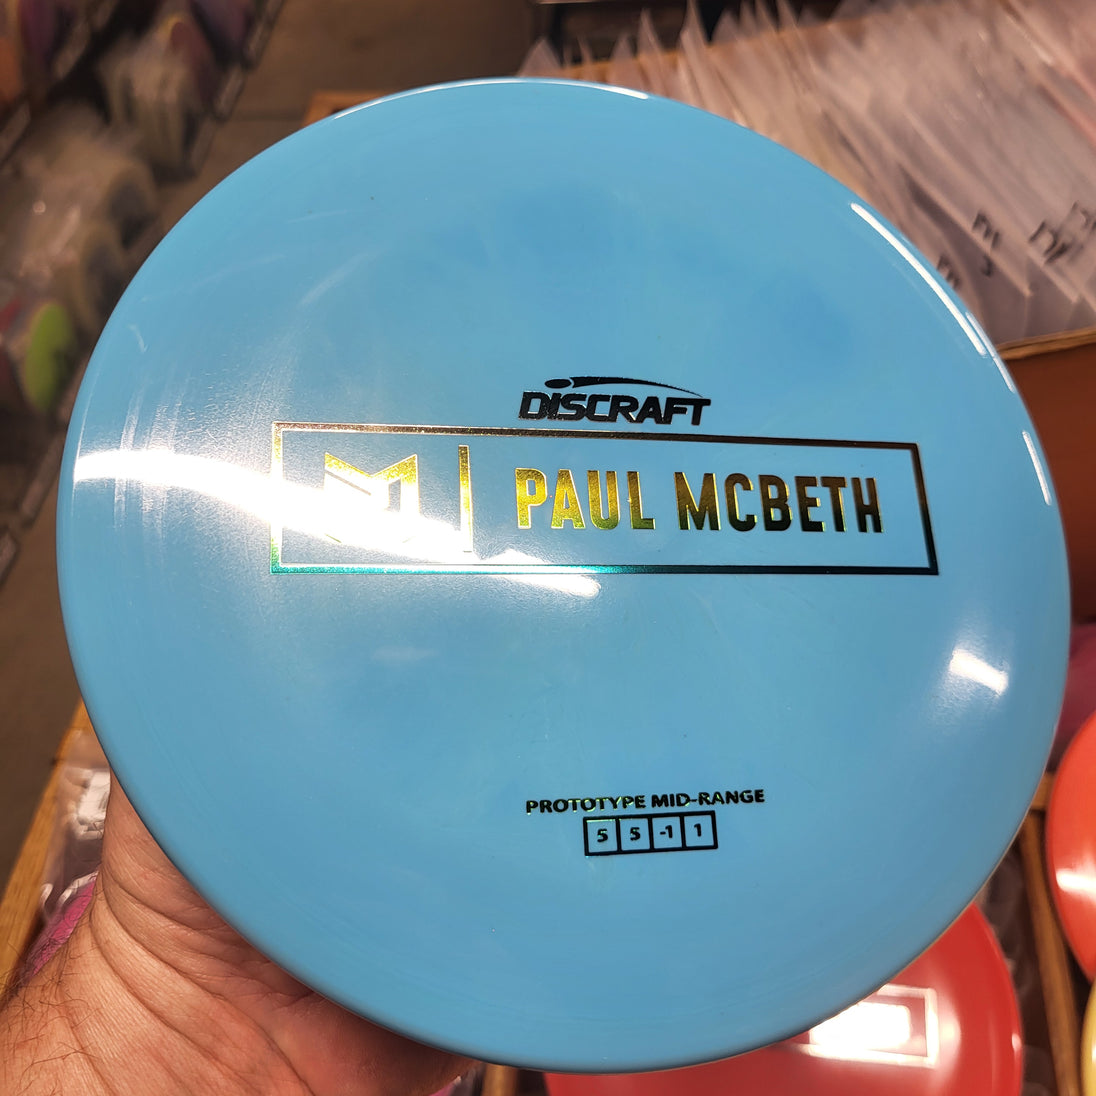 DISCRAFT
PAUL MCBETH
PROTOTYPE MID-RANGE
5 5 -1 1